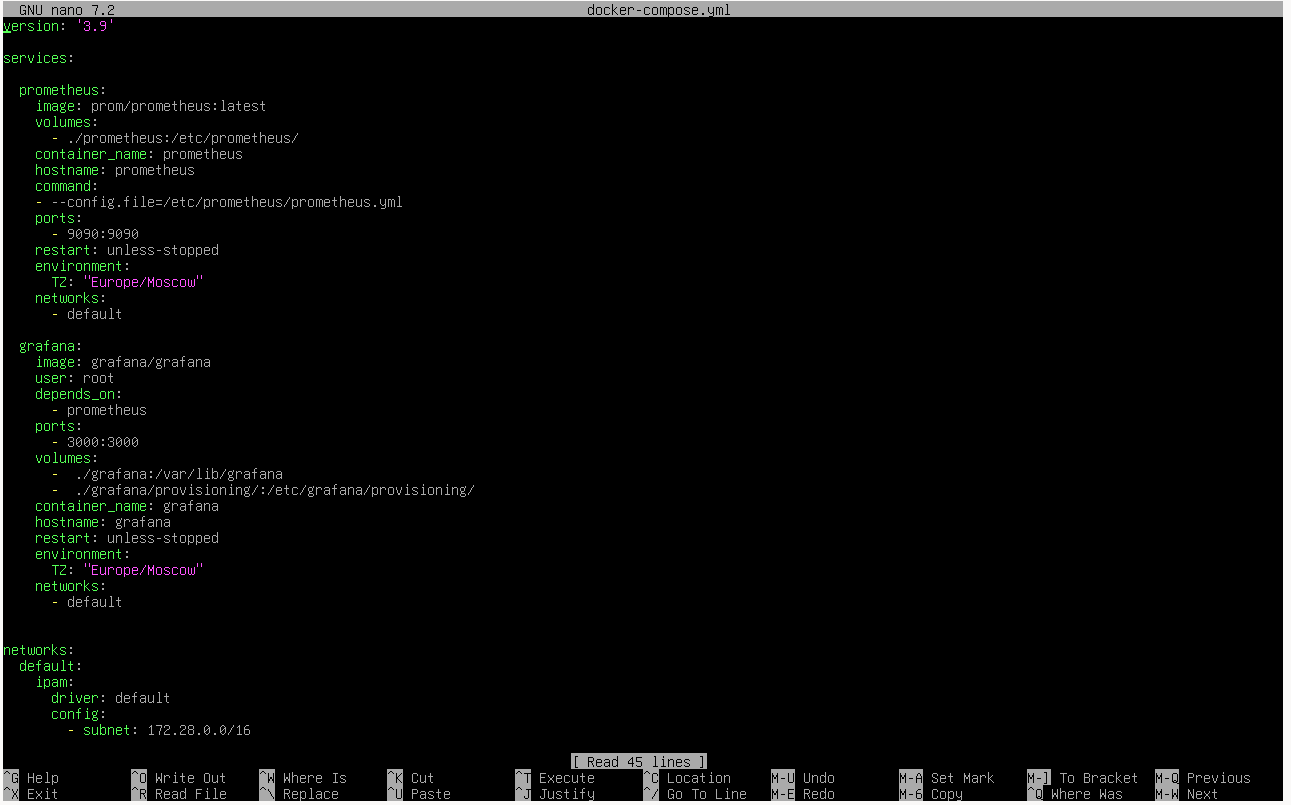 GNU nano 7.2 docker-compose.yml
version: '3.9'

services:

  prometheus:
    image: prom/prometheus:latest
    volumes:
      - ./prometheus:/etc/prometheus/
    container_name: prometheus
    hostname: prometheus
    command:
    - --config.file=/etc/prometheus/prometheus.yml
    ports:
      - 9090:9090
    restart: unless-stopped
    environment:
      TZ: "Europe/Moscow"
    networks:
      - default

  grafana:
    image: grafana/grafana
    user: root
    depends_on:
      - prometheus
    ports:
      - 3000:3000
    volumes:
      -  ./grafana:/var/lib/grafana
      -  ./grafana/provisioning/:/etc/grafana/provisioning/
    container_name: grafana
    hostname: grafana
    restart: unless-stopped
    environment:
      TZ: "Europe/Moscow"
    networks:
      - default


networks:
  default:
    ipam:
      driver: default
      config:
        - subnet: 172.28.0.0/16

[ Read 45 lines ]
^G Help ^O Write Out ^W Where Is ^K Cut ^T Execute ^C Location M-U Undo M-A Set Mark M-] To Bracket M-Q Previous
^X Exit ^R Read File ^\ Replace ^U Paste ^J Justify ^/ Go To Line M-E Redo M-6 Copy ^Q Where Was M-W Next